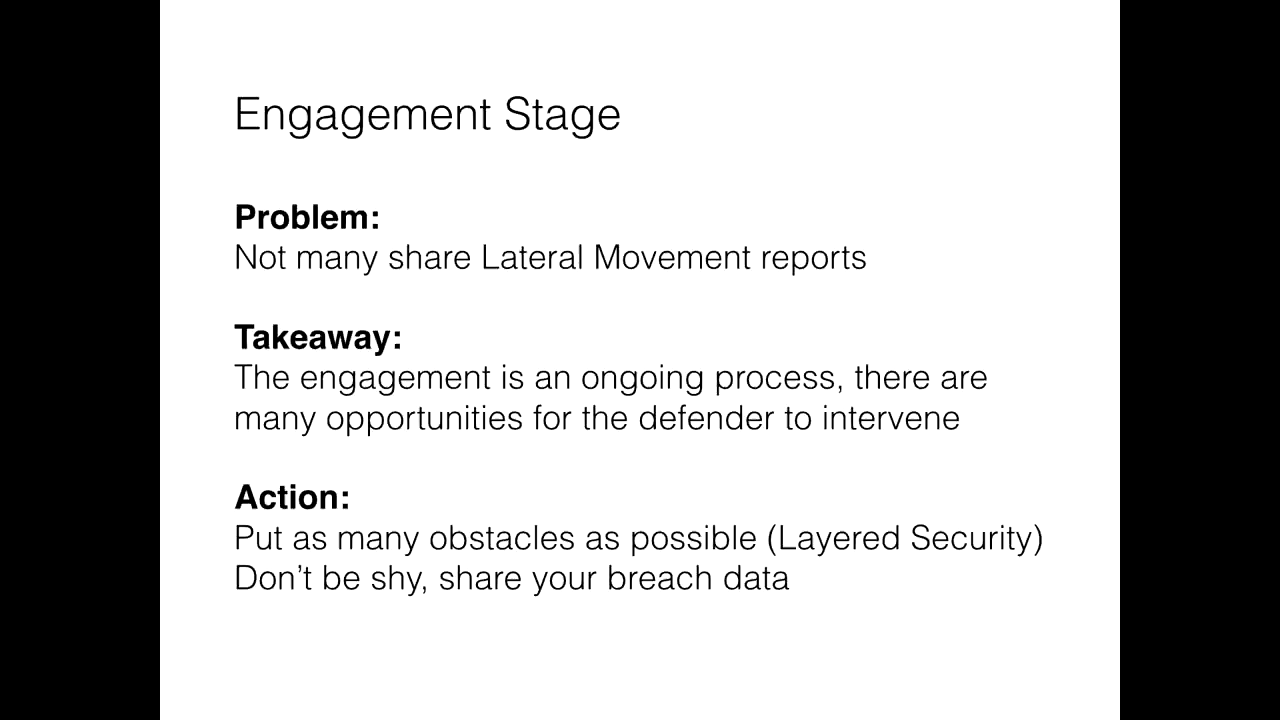 Engagement Stage
Problem:
Not many share Lateral Movement reports
Takeaway:
The engagement is an ongoing process, there are
many opportunities for the defender to intervene
Action:
Put as many obstacles as possible (Layered Security)
Don’t be shy, share your breach data